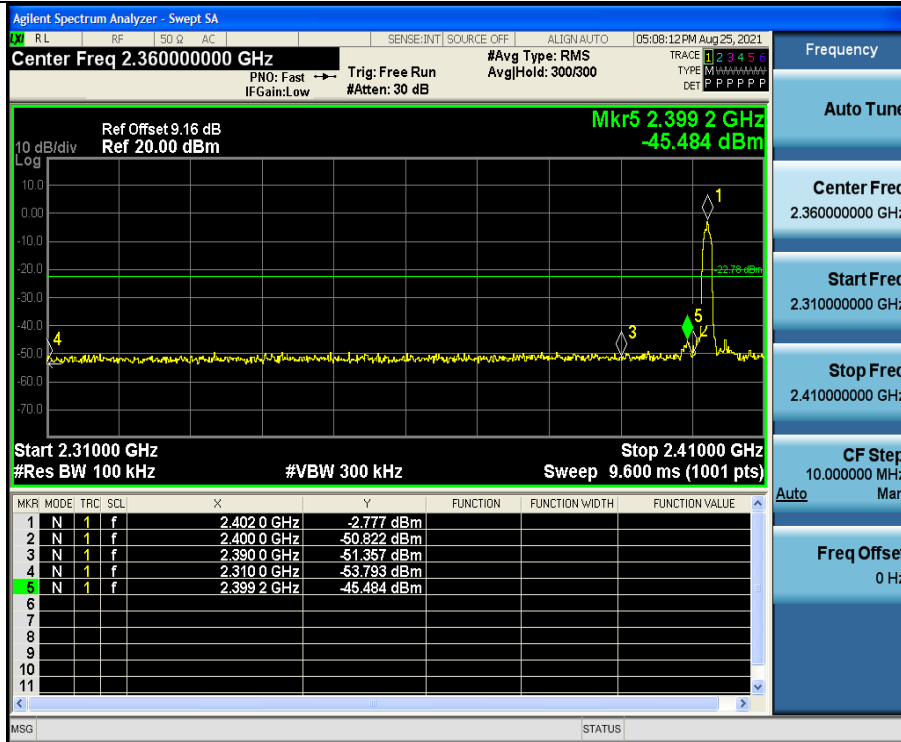 Agilent Spectrum Analyzer - Swept SA
LXI RL RF 50 Ω AC SENSE:INT SOURCE OFF ALIGNAUTO 05:08:12PM Aug 25, 2021
Center Freq 2.360000000 GHz
PNO: Fast
IFGain:Low
Trig: Free Run
#Atten: 30 dB
#Avg Type: RMS
Avg|Hold: 300/300
TRACE 1 2 3 4 5 6
TYPE M
DET P P P P P P
Frequency
Auto Tune
Center Freq
2.360000000 GHz
Start Freq
2.310000000 GHz
Stop Freq
2.410000000 GHz
CF Step
10.000000 MHz
Auto Man
Freq Offset
0 Hz
Mkr5 2.399 2 GHz
-45.484 dBm
Ref Offset 9.16 dB
10 dB/div Ref 20.00 dBm
Log
10.0
0.00
-10.0
-20.0
-30.0
-40.0
-50.0
-60.0
-70.0
1
-22.78 dBm
5
3
4
Start 2.31000 GHz Stop 2.41000 GHz
#Res BW 100 kHz #VBW 300 kHz Sweep 9.600 ms (1001 pts)
MKR MODE TRC SCL X Y FUNCTION FUNCTION WIDTH FUNCTION VALUE
1 N 1 f 2.402 0 GHz -2.777 dBm
2 N 1 f 2.400 0 GHz -50.822 dBm
3 N 1 f 2.390 0 GHz -51.357 dBm
4 N 1 f 2.310 0 GHz -53.793 dBm
5 N 1 f 2.399 2 GHz -45.484 dBm
6
7
8
9
10
11
MSG STATUS